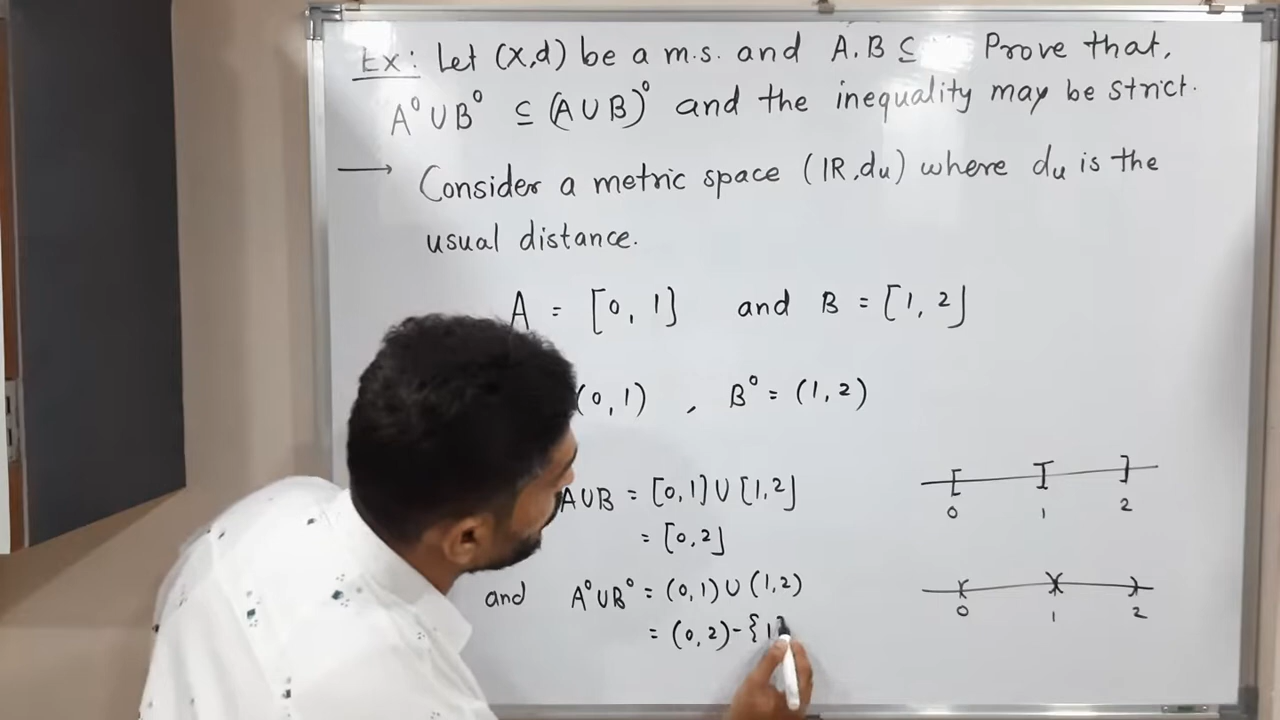 Ex: Let (X,d) be a m.s. and A,B ⊆ Prove that,
A° ∪ B° ⊆ (A ∪ B)° and the inequality may be strict.
→ Consider a metric space (ℝ,du) where du is the
usual distance.
A = [0, 1] and B = [1, 2]
(0, 1) , B° = (1, 2)
A∪B = [0,1] ∪ [1,2]
= [0,2]
and A°∪B° = (0,1) ∪ (1,2)
= (0,2)-{1}
0 1 2
0 1 2